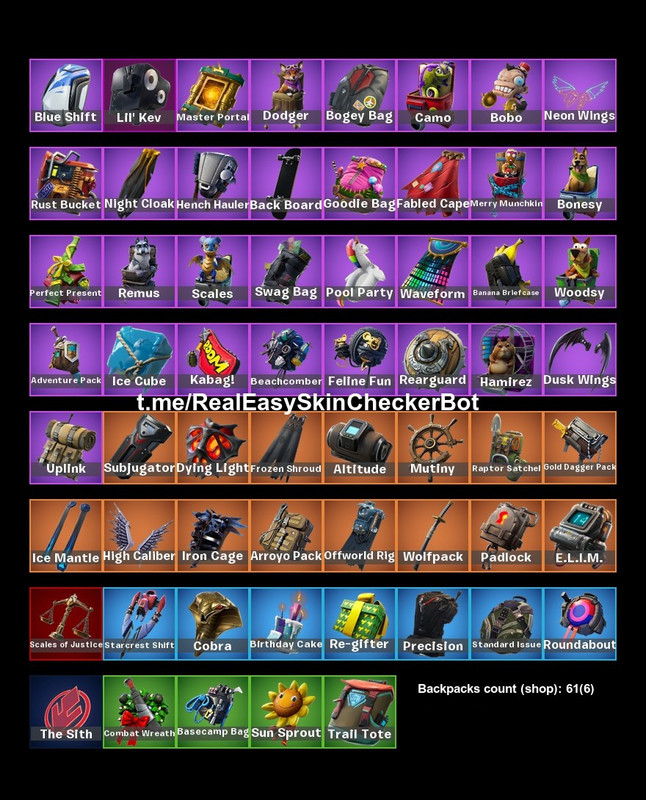 Blue Shift Lil' Kev Master Portal Dodger Bogey Bag Camo Bobo Neon Wings
Rust Bucket Night Cloak Hench Hauler Back Board Goodie Bag Fabled Cape Merry Munchkin Bonesy
Perfect Present Remus Scales Swag Bag Pool Party Waveform Banana Briefcase Woodsy
Adventure Pack Ice Cube Kabag! Beachcomber Feline Fun Rearguard Hamirez Dusk Wings
t.me/RealEasySkinCheckerBot
Uplink Subjugator Dying Light Frozen Shroud Altitude Mutiny Raptor Satchel Gold Dagger Pack
Ice Mantle High Caliber Iron Cage Arroyo Pack Offworld Rig Wolfpack Padlock E.L.I.M.
Scales of Justice Starcrest Shift Cobra Birthday Cake Re-gifter Precision Standard Issue Roundabout
The Sith Combat Wreath Basecamp Bag Sun Sprout Trail Tote
Backpacks count (shop): 61(6)